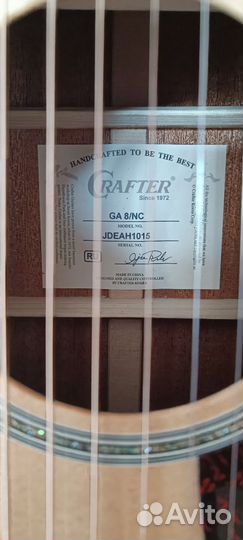 HANDCRAFTED TO BE THE BEST
CRAFTER
Since 1972
GA 8/NC
MODEL NO.
JDEAH1015
SERIAL NO.
RU
MADE IN CHINA
DESIGNED AND QUALITY CONTROLLED
BY CRAFTER KOREA
Avito